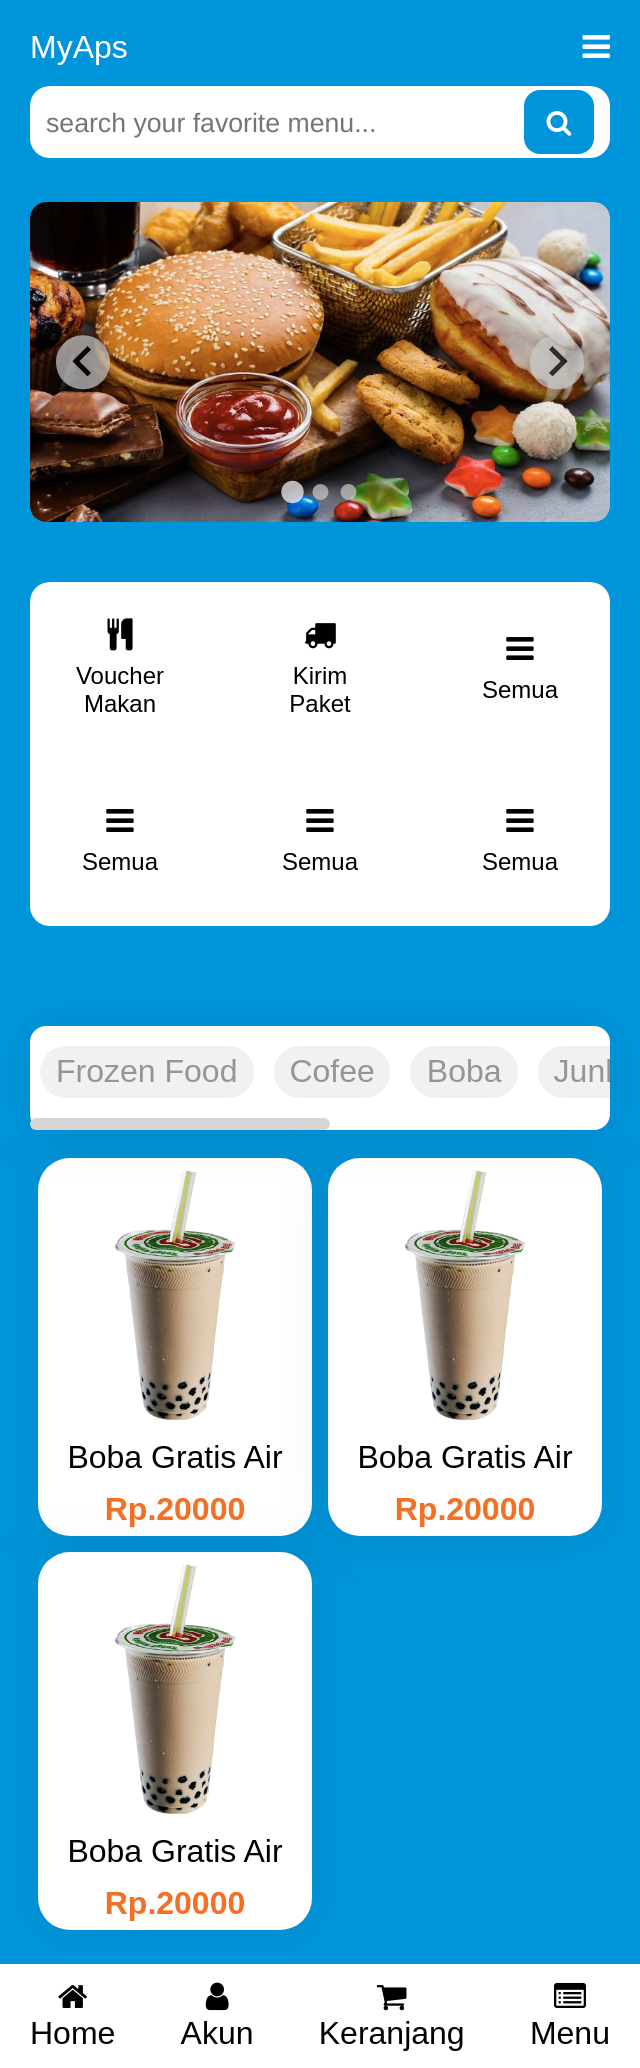 MyAps
search your favorite menu...
Voucher
Makan
Kirim
Paket
Semua
Semua
Semua
Semua
Frozen Food
Cofee
Boba
Boba Gratis Air
Rp.20000
Boba Gratis Air
Rp.20000
Boba Gratis Air
Rp.20000
Home
Akun
Keranjang
Menu